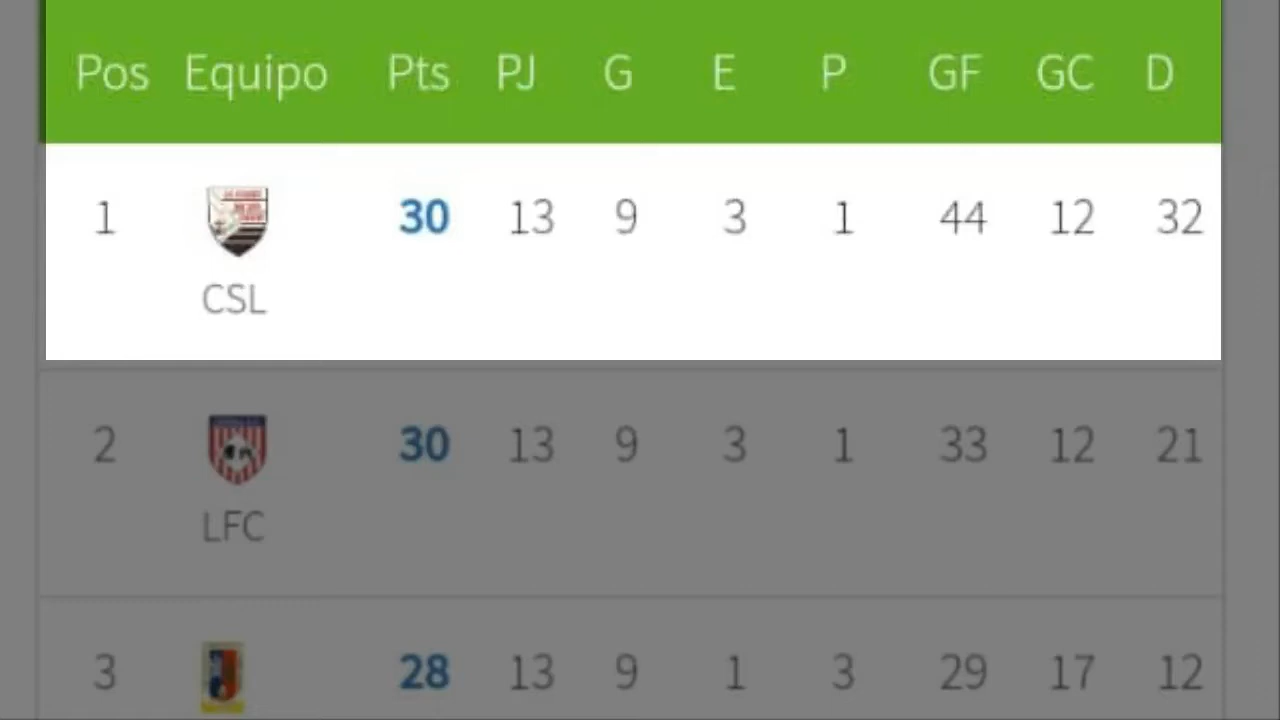 Pos Equipo Pts PJ G E P GF GC D
1 30 13 9 3 1 44 12 32
CSL
2 30 13 9 3 1 33 12 21
LFC
3 28 13 9 1 3 29 17 12